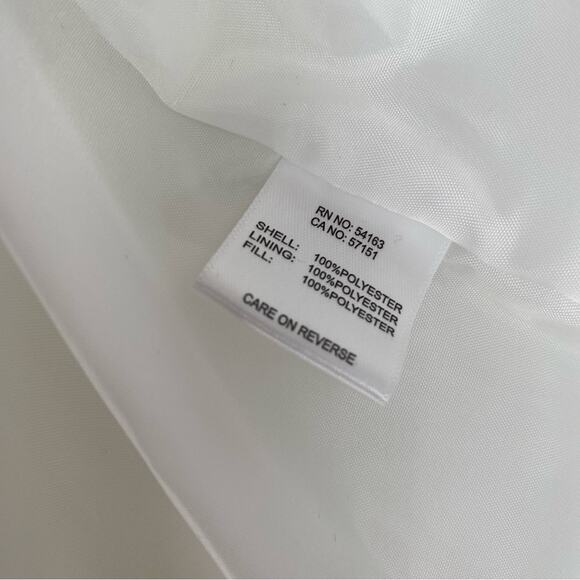 RN NO: 54163
CA NO: 57151
SHELL: 100%POLYESTER
LINING: 100%POLYESTER
FILL: 100%POLYESTER
CARE ON REVERSE